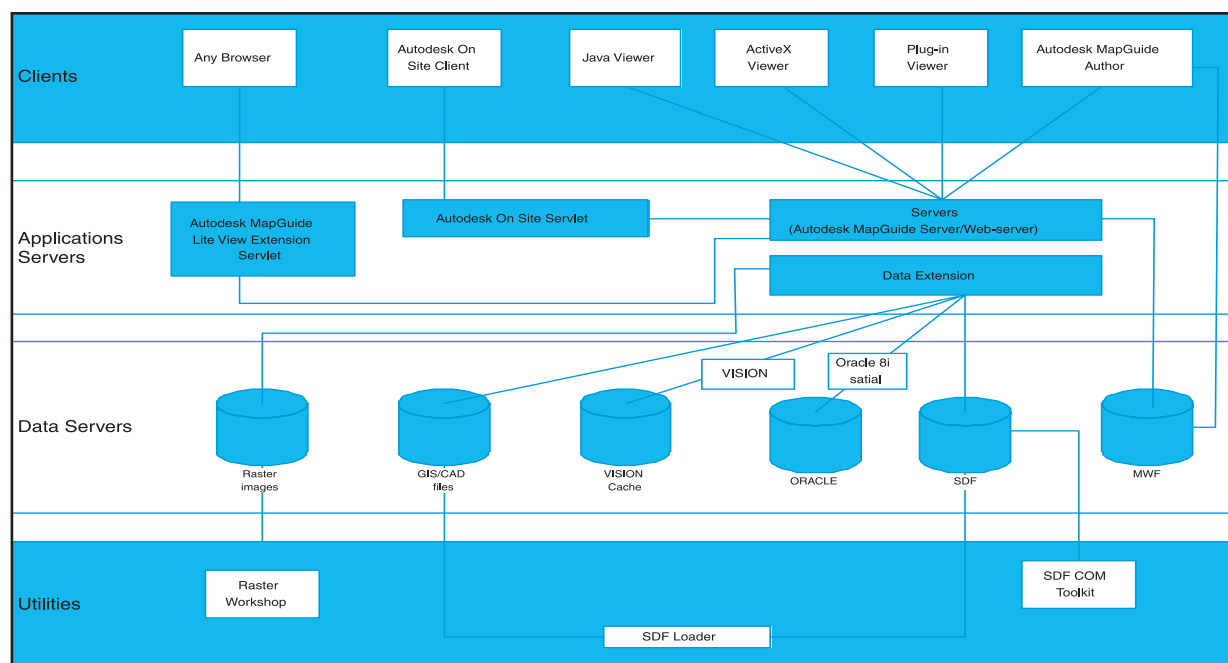 Clients
Any Browser
Autodesk On
Site Client
Java Viewer
ActiveX
Viewer
Plug-in
Viewer
Autodesk MapGuide
Author
Applications
Servers
Autodesk MapGuide
Lite View Extension
Servlet
Autodesk On Site Servlet
Servers
(Autodesk MapGuide Server/Web-server)
Data Extension
VISION
Oracle 8i
satial
Data Servers
Raster
images
GIS/CAD
files
VISION
Cache
ORACLE
SDF
MWF
Utilities
Raster
Workshop
SDF Loader
SDF COM
Toolkit